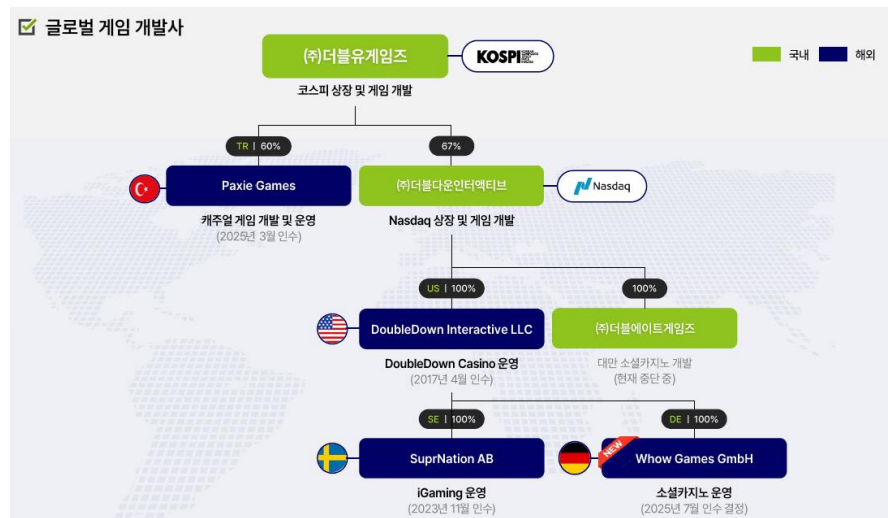 글로벌 게임 개발사
(주)더블유게임즈
KOSPI
국내
해외
코스피 상장 및 게임 개발
TR | 60%
67%
Paxie Games
(주)더블다운인터액티브
Nasdaq
캐주얼 게임 개발 및 운영
(2025년 3월 인수)
Nasdaq 상장 및 게임 개발
US | 100%
100%
DoubleDown Interactive LLC
(주)더블에이트게임즈
DoubleDown Casino 운영
(2017년 4월 인수)
대만 소셜카지노 개발
(현재 중단 중)
SE | 100%
DE | 100%
SuprNation AB
NEW
Whow Games GmbH
iGaming 운영
(2023년 11월 인수)
소셜카지노 운영
(2025년 7월 인수 결정)